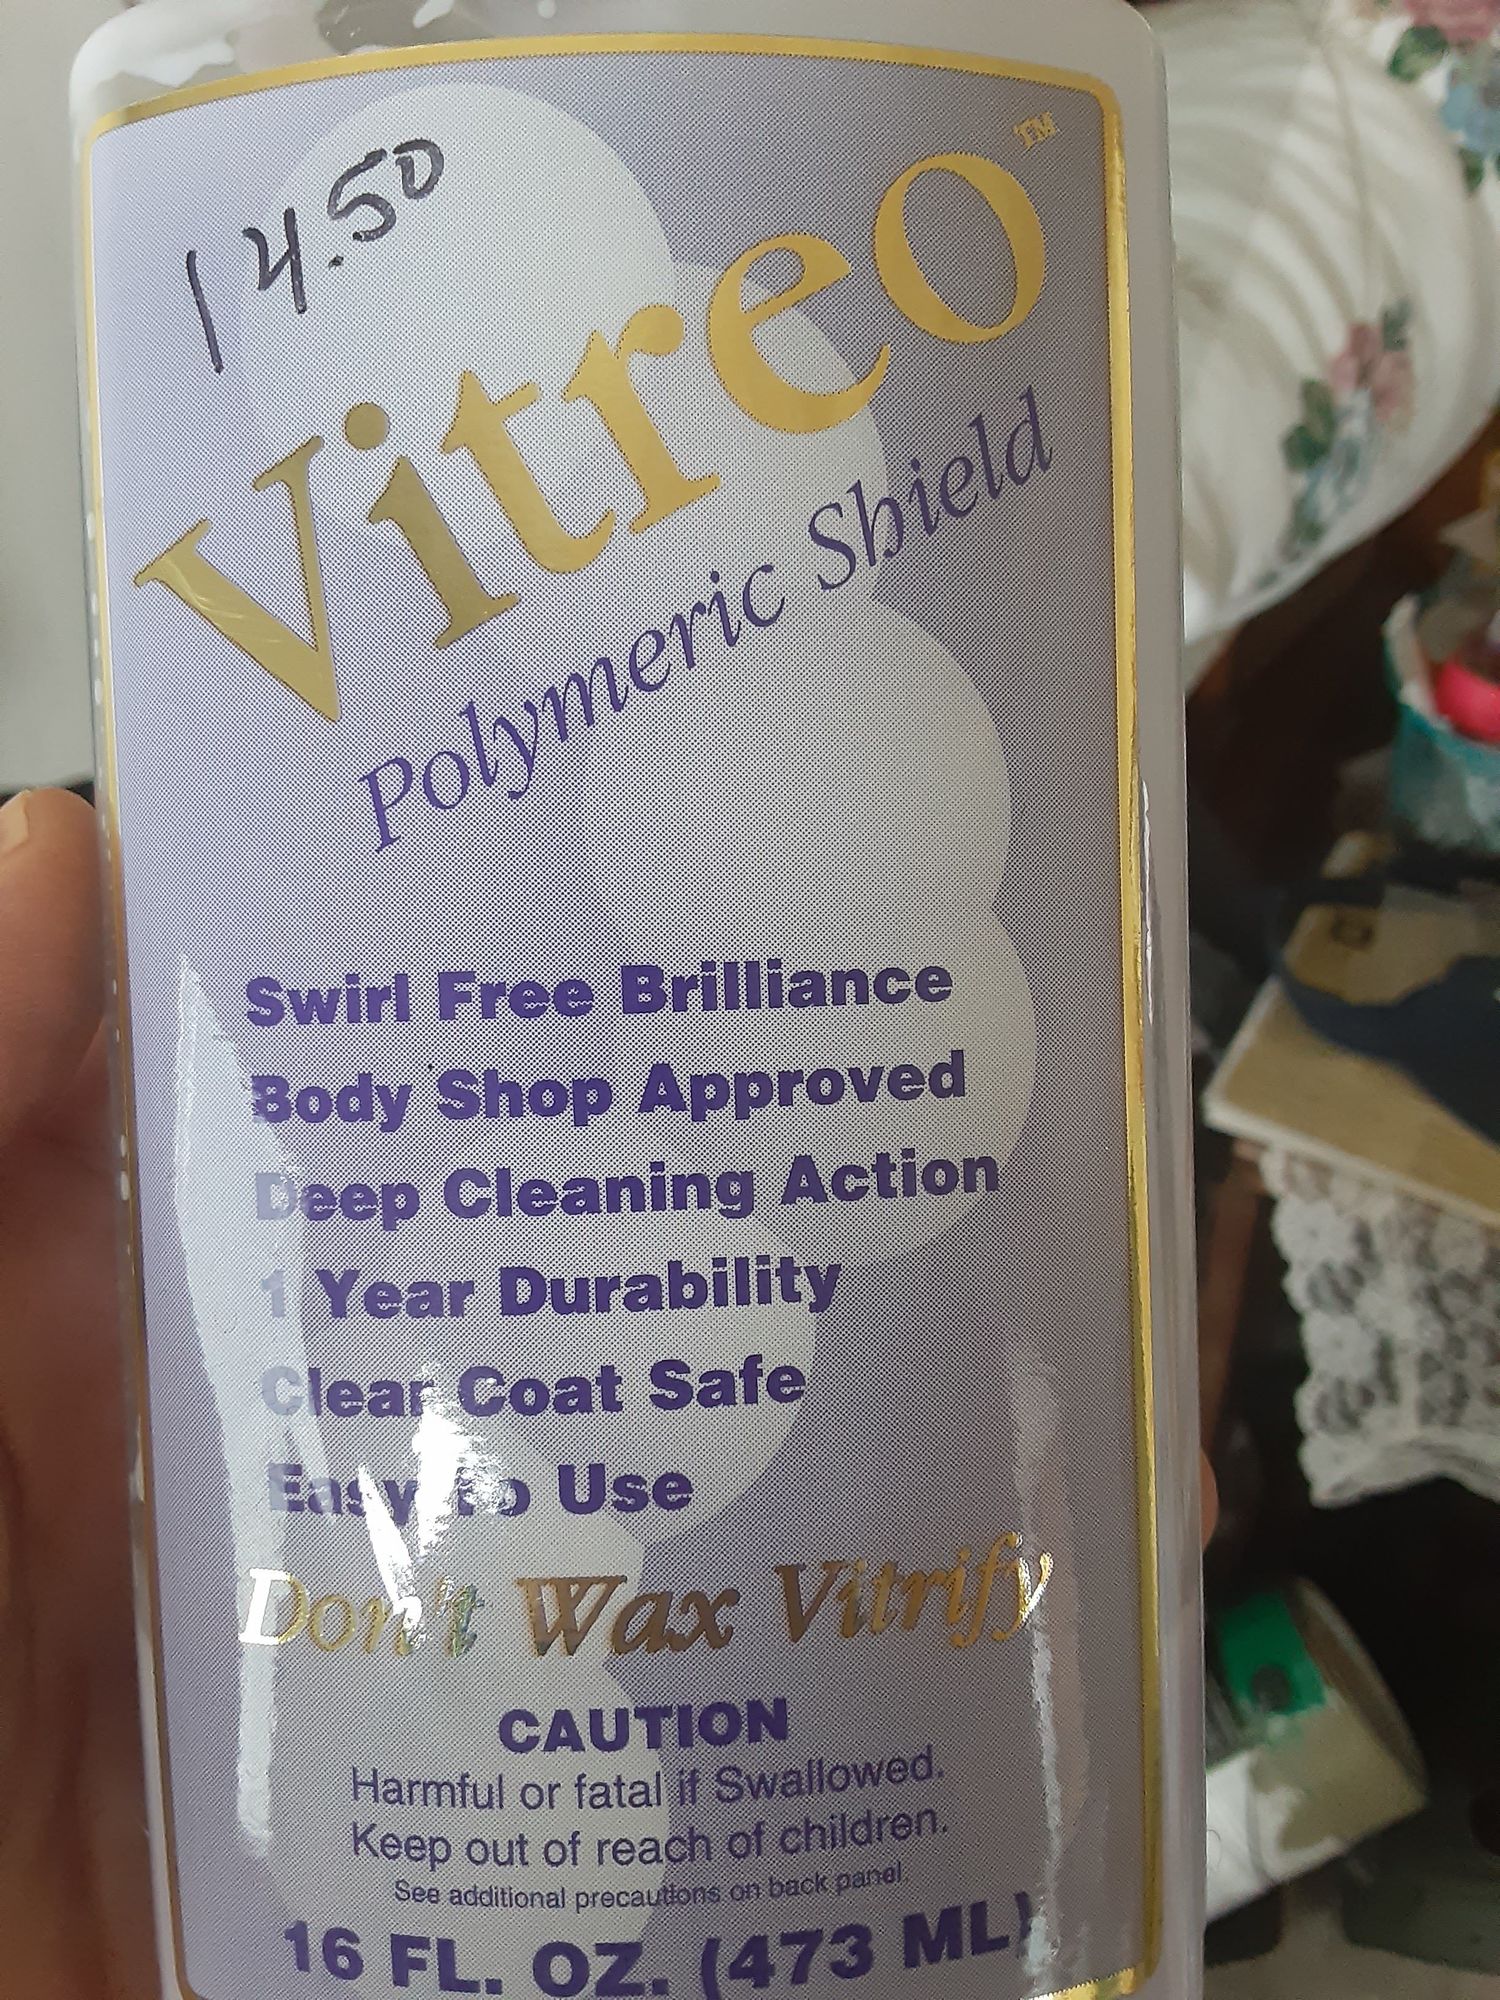 14.50
Vitreo™
Polymeric Shield
Swirl Free Brilliance
Body Shop Approved
Deep Cleaning Action
1 Year Durability
Clear Coat Safe
Easy To Use
Don't Wax Vitrify
CAUTION
Harmful or fatal if Swallowed.
Keep out of reach of children.
See additional precautions on back panel.
16 FL. OZ. (473 ML)